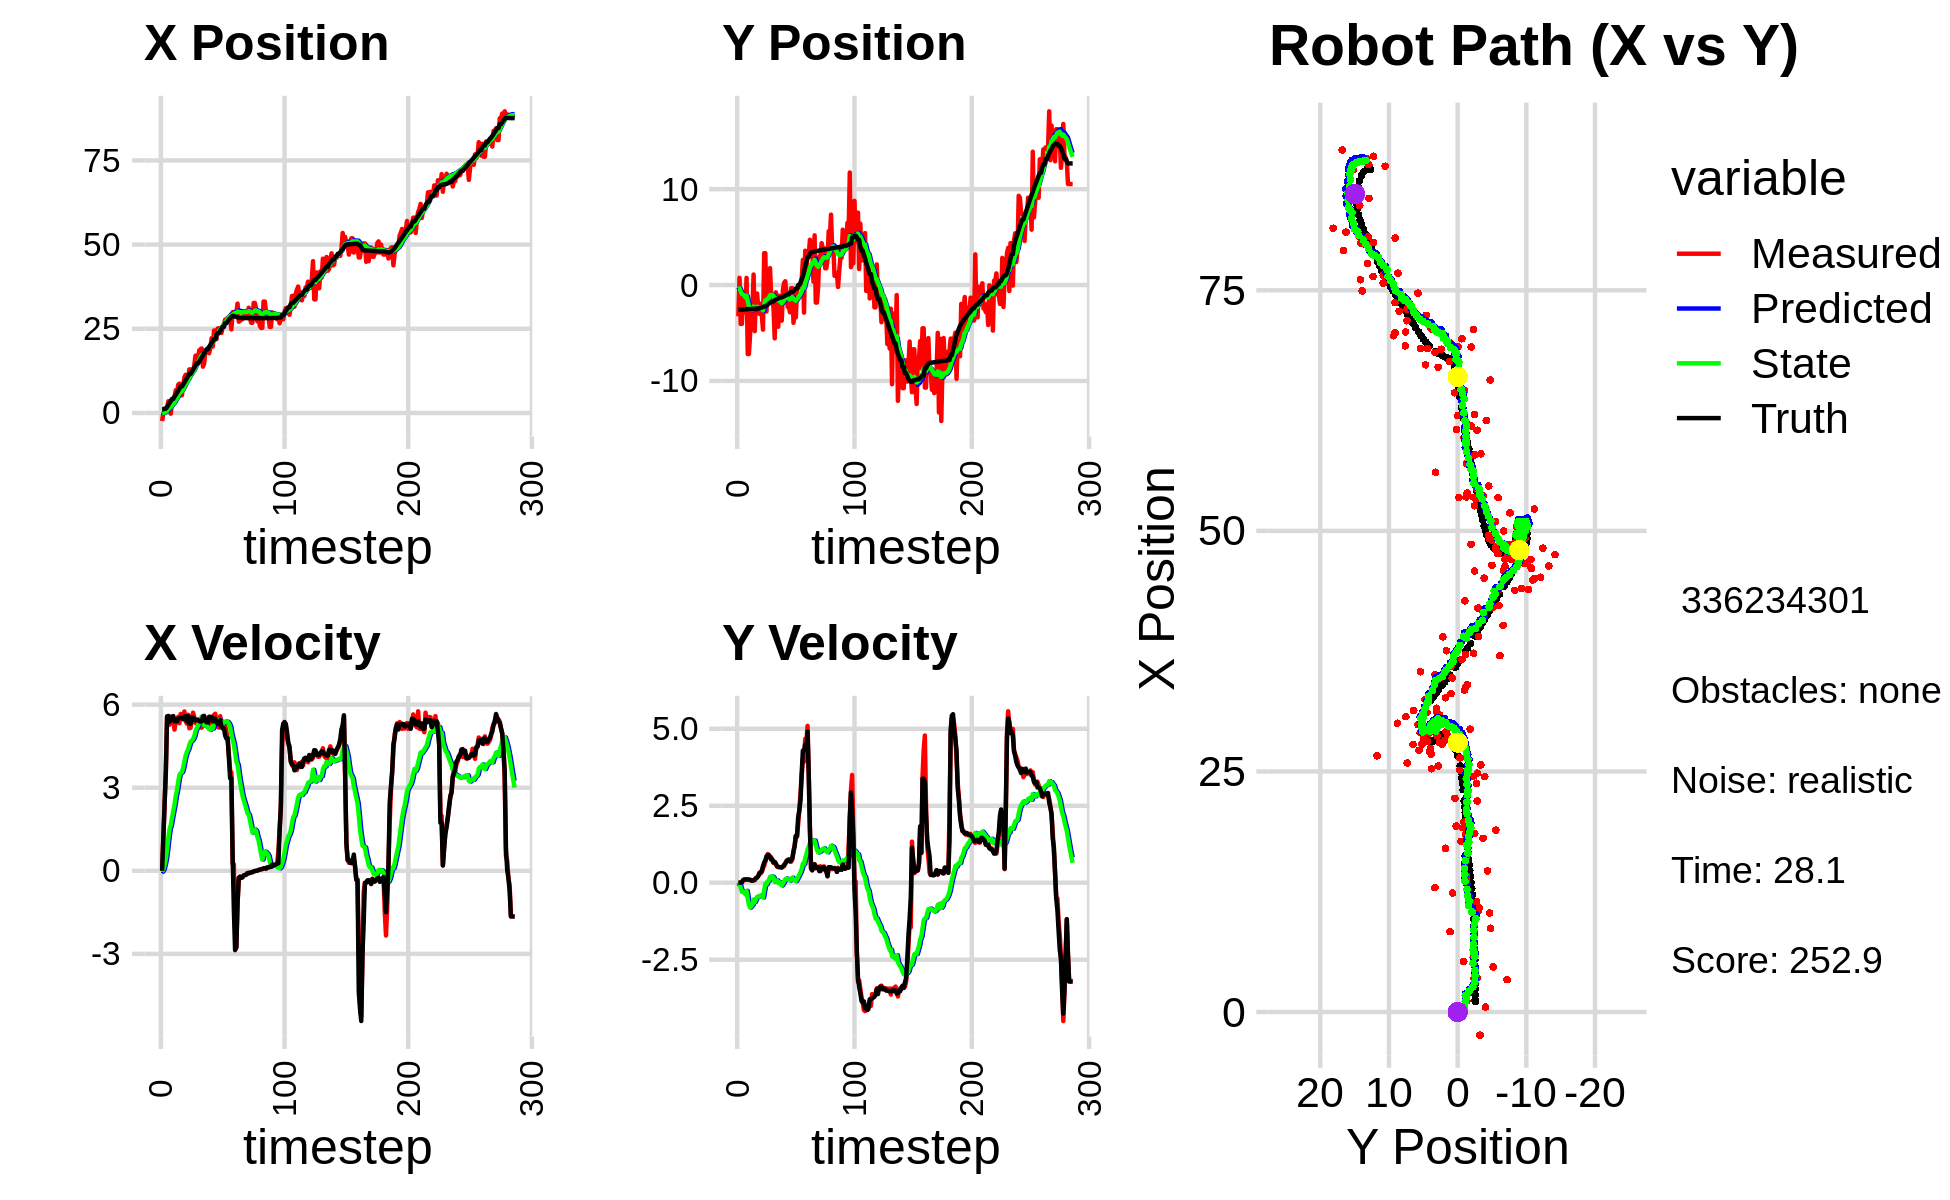 X Position
75
50
25
0
0
100
200
300
timestep
Y Position
10
0
-10
0
100
200
300
timestep
X Velocity
6
3
0
-3
0
100
200
300
timestep
Y Velocity
5.0
2.5
0.0
-2.5
0
100
200
300
timestep
Robot Path (X vs Y)
X Position
75
50
25
0
20 10 0 -10 -20
Y Position
variable
Measured
Predicted
State
Truth
336234301
Obstacles: none
Noise: realistic
Time: 28.1
Score: 252.9